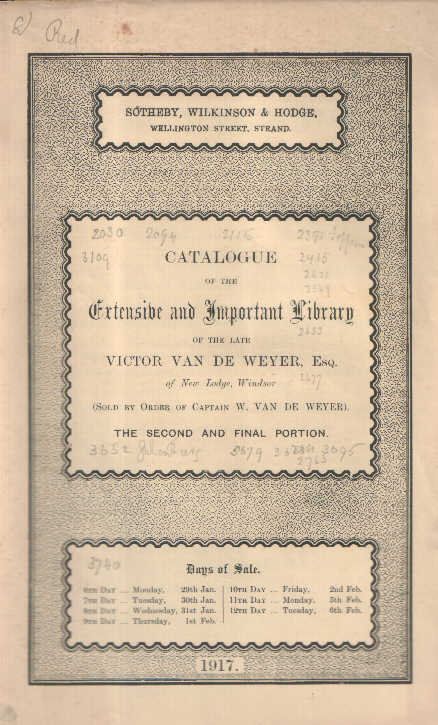 Red
SOTHEBY, WILKINSON & HODGE,
WELLINGTON STREET, STRAND.
2030 2094 2116 2392
3109 CATALOGUE 2415
OF THE
Extensive and Important Library
OF THE LATE
VICTOR VAN DE WEYER, Esq.
of New Lodge, Windsor
(Sold by Order of Captain W. VAN DE WEYER).
THE SECOND AND FINAL PORTION.
3352 3679 3695
3740
Days of Sale.
6th Day ... Monday, 29th Jan. 10th Day ... Friday, 2nd Feb.
7th Day ... Tuesday, 30th Jan. 11th Day ... Monday, 5th Feb.
8th Day ... Wednesday, 31st Jan. 12th Day ... Tuesday, 6th Feb.
9th Day ... Thursday, 1st Feb.
1917.